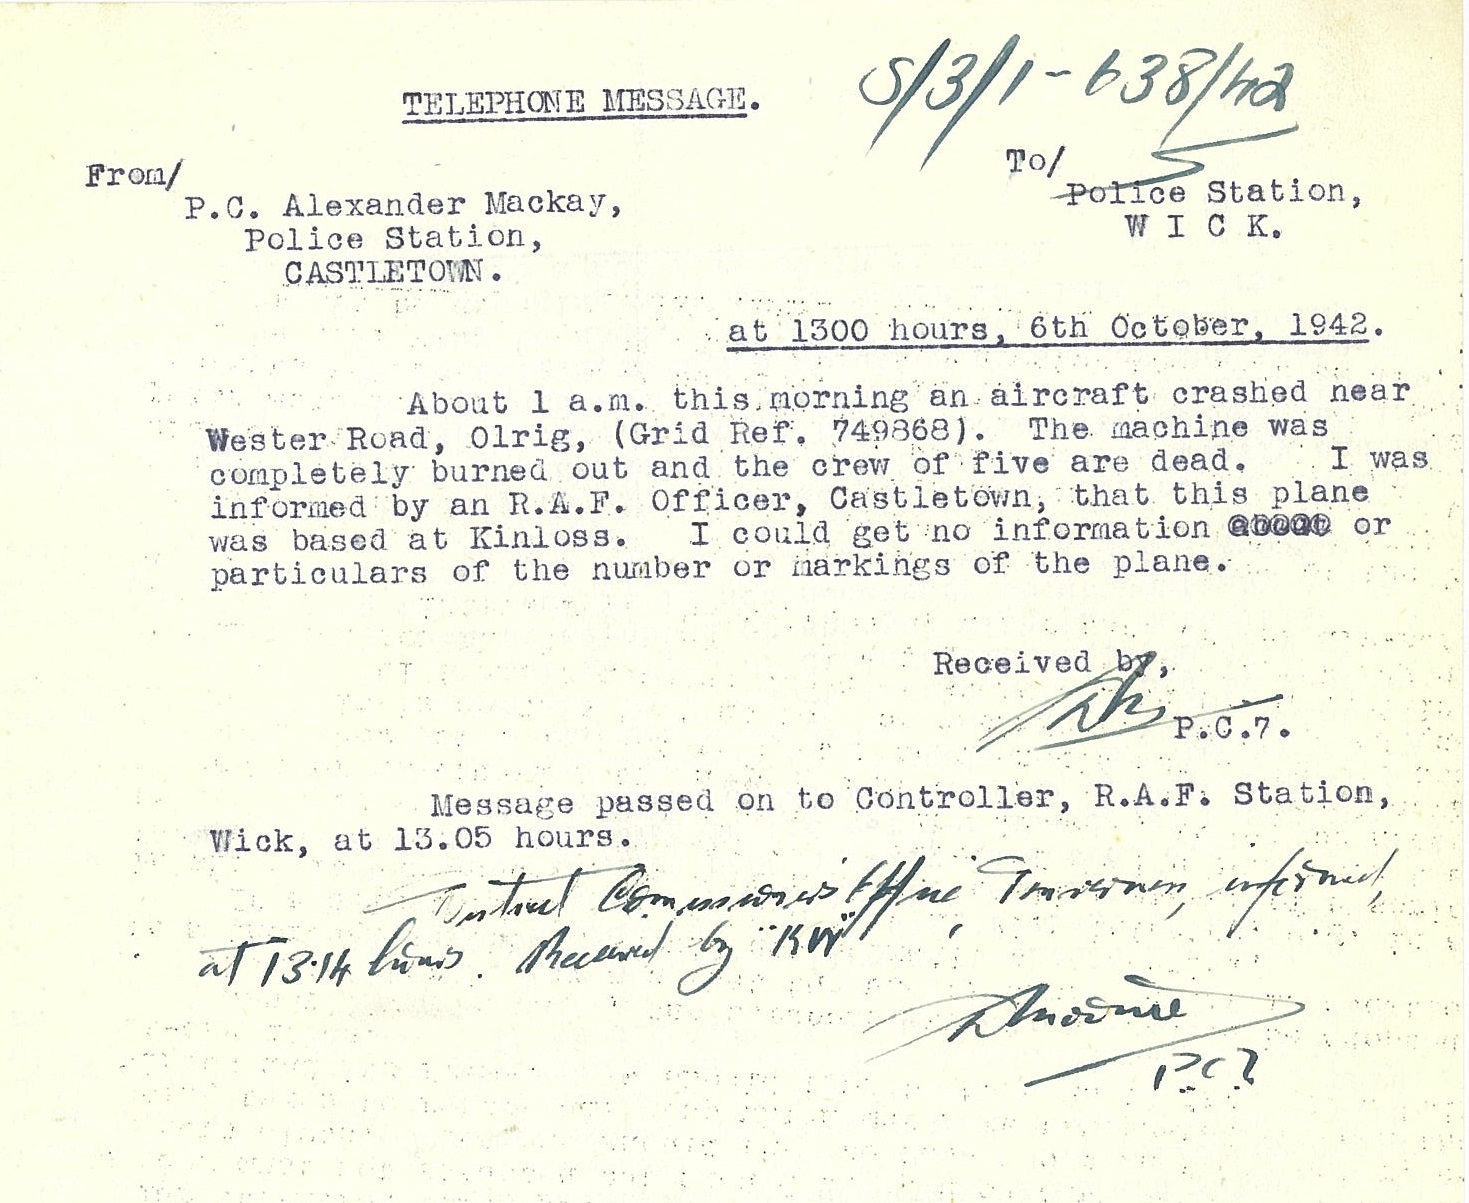 S/3/1-638/42
TELEPHONE MESSAGE.
From/
P.C. Alexander Mackay,
Police Station,
CASTLETOWN.
To/
Police Station,
W I C K.
at 1300 hours, 6th October, 1942.
About 1 a.m. this morning an aircraft crashed near
Wester Road, Olrig, (Grid Ref. 749868). The machine was
completely burned out and the crew of five are dead. I was
informed by an R.A.F. Officer, Castletown, that this plane
was based at Kinloss. I could get no information or
particulars of the number or markings of the plane.
Received by,
P.C.7.
Message passed on to Controller, R.A.F. Station,
Wick, at 13.05 hours.
District Commissioner's Office, Inverness, informed,
at 13.14 hours. Received by "KW"
P.C.7